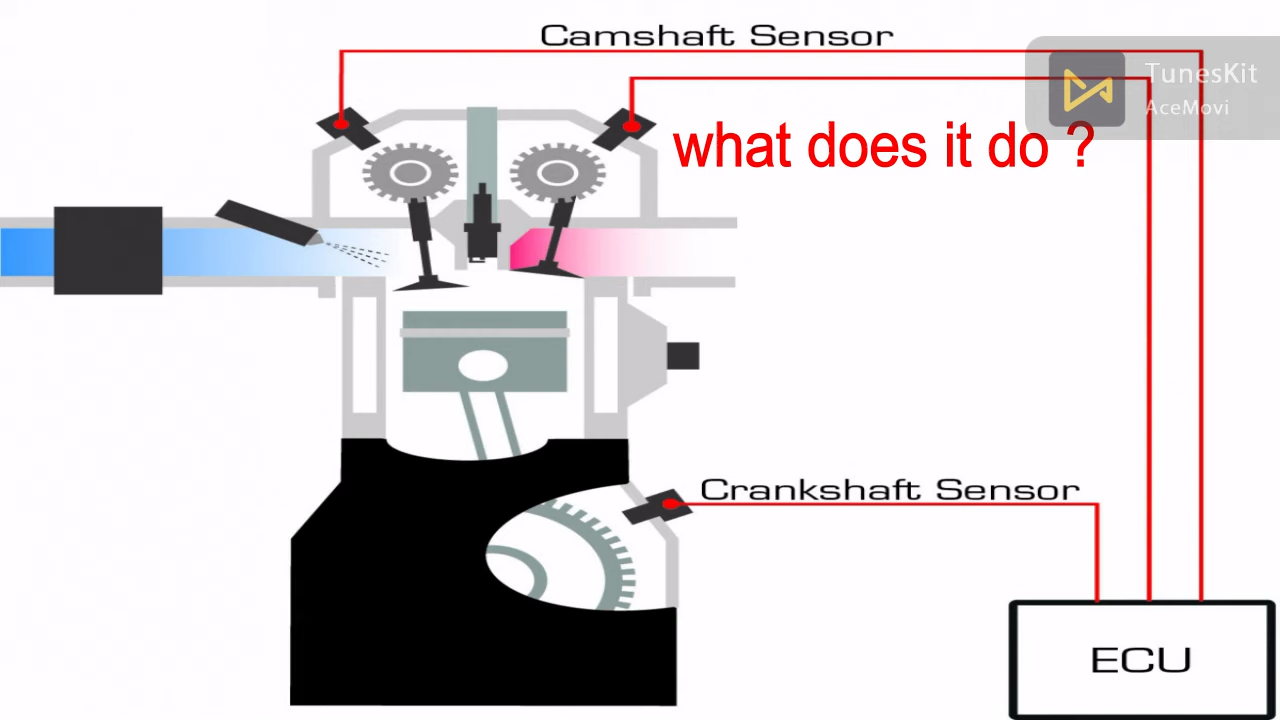 Camshaft Sensor
TunesKit
AceMovi
what does it do ?
Crankshaft Sensor
ECU